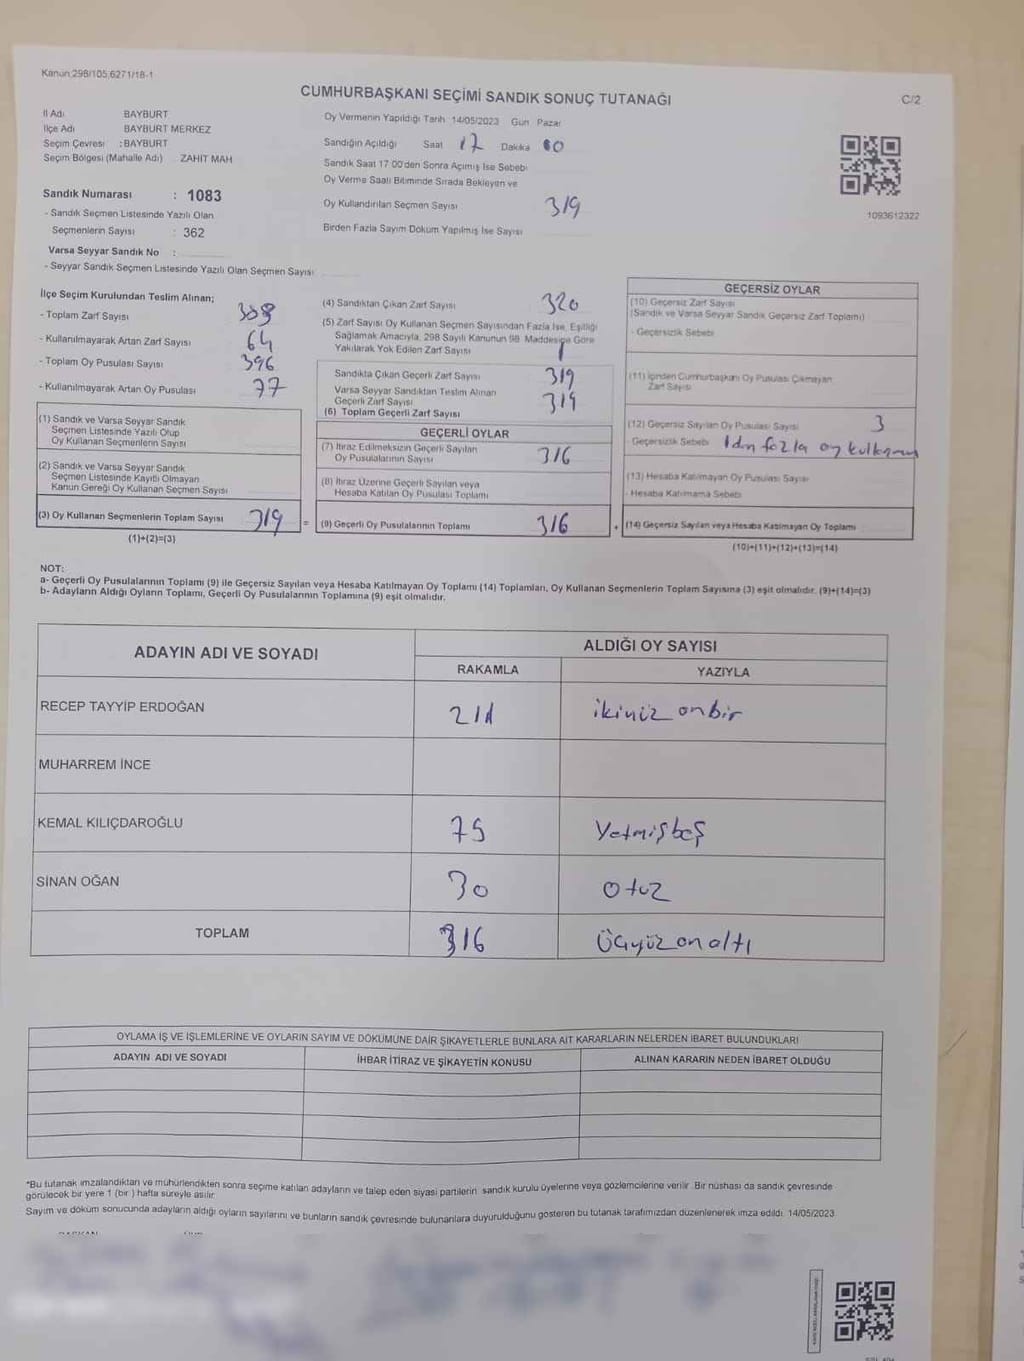 Kanun:298/105;6271/18-1
CUMHURBAŞKANI SEÇİMİ SANDIK SONUÇ TUTANAĞI
C/2
İl Adı BAYBURT
İlçe Adı BAYBURT MERKEZ
Seçim Çevresi : BAYBURT
Seçim Bölgesi (Mahalle Adı) ZAHİT MAH
Sandık Numarası : 1083
- Sandık Seçmen Listesinde Yazılı Olan
Seçmenlerin Sayısı : 362
Varsa Seyyar Sandık No :
- Seyyar Sandık Seçmen Listesinde Yazılı Olan Seçmen Sayısı
Oy Vermenin Yapıldığı Tarih 14/05/2023 Gün Pazar
Sandığın Açıldığı Saat 17 Dakika 00
Sandık Saat 17 00'den Sonra Açılmış İse Sebebi
Oy Verme Saati Bitiminde Sırada Bekleyen ve
Oy Kullandırılan Seçmen Sayısı 319
Birden Fazla Sayım Döküm Yapılmış İse Sayısı
1093612322
İlçe Seçim Kurulundan Teslim Alınan;
- Toplam Zarf Sayısı
- Kullanılmayarak Artan Zarf Sayısı 64
- Toplam Oy Pusulası Sayısı 396
- Kullanılmayarak Artan Oy Pusulası 77
(1) Sandık ve Varsa Seyyar Sandık
Seçmen Listesinde Yazılı Olup
Oy Kullanan Seçmenlerin Sayısı
(2) Sandık ve Varsa Seyyar Sandık
Seçmen Listesinde Kayıtlı Olmayan
Kanun Gereği Oy Kullanan Seçmen Sayısı
(3) Oy Kullanan Seçmenlerin Toplam Sayısı 319 =
(1)+(2)=(3)
(4) Sandıktan Çıkan Zarf Sayısı 320
(5) Zarf Sayısı Oy Kullanan Seçmen Sayısından Fazla İse, Eşitliği
Sağlamak Amacıyla, 298 Sayılı Kanunun 98. Maddesine Göre
Yakılarak Yok Edilen Zarf Sayısı 1
Sandıkta Çıkan Geçerli Zarf Sayısı 319
Varsa Seyyar Sandıktan Teslim Alınan
Geçerli Zarf Sayısı
(6) Toplam Geçerli Zarf Sayısı 319
GEÇERLİ OYLAR
(7) İtiraz Edilmeksizin Geçerli Sayılan
Oy Pusulalarının Sayısı 316
(8) İtiraz Üzerine Geçerli Sayılan veya
Hesaba Katılan Oy Pusulası Toplamı
(9) Geçerli Oy Pusulalarının Toplamı 316 +
GEÇERSİZ OYLAR
(10) Geçersiz Zarf Sayısı
(Sandık ve Varsa Seyyar Sandık Geçersiz Zarf Toplamı)
- Geçersizlik Sebebi
(11) İçinden Cumhurbaşkanı Oy Pusulası Çıkmayan
Zarf Sayısı
(12) Geçersiz Sayılan Oy Pusulası Sayısı 3
- Geçersizlik Sebebi 1den fazla oy
(13) Hesaba Katılmayan Oy Pusulası Sayısı
- Hesaba Katılmama Sebebi
(14) Geçersiz Sayılan veya Hesaba Katılmayan Oy Toplamı
(10)+(11)+(12)+(13)=(14)
NOT:
a- Geçerli Oy Pusulalarının Toplamı (9) ile Geçersiz Sayılan veya Hesaba Katılmayan Oy Toplamı (14) Toplamları, Oy Kullanan Seçmenlerin Toplam Sayısına (3) eşit olmalıdır. (9)+(14)=(3)
b- Adayların Aldığı Oyların Toplamı, Geçerli Oy Pusulalarının Toplamına (9) eşit olmalıdır.
ADAYIN ADI VE SOYADI
ALDIĞI OY SAYISI
RAKAMLA YAZIYLA
RECEP TAYYİP ERDOĞAN 211 ikiyüz onbir
MUHARREM İNCE
KEMAL KILIÇDAROĞLU 75 Yetmişbeş
SİNAN OĞAN 30 Otuz
TOPLAM 316 Üçyüz onaltı
OYLAMA İŞ VE İŞLEMLERİNE VE OYLARIN SAYIM VE DÖKÜMÜNE DAİR ŞİKAYETLERLE BUNLARA AİT KARARLARIN NELERDEN İBARET BULUNDUKLARI
ADAYIN ADI VE SOYADI İHBAR İTİRAZ VE ŞİKAYETİN KONUSU ALINAN KARARIN NEDEN İBARET OLDUĞU
*Bu tutanak imzalandıktan ve mühürlendikten sonra seçime katılan adayların ve talep eden siyasi partilerin sandık kurulu üyelerine veya gözlemcilerine verilir. Bir nüshası da sandık çevresinde
görülecek bir yere 1 (bir) hafta süreyle asılır.
Sayım ve döküm sonucunda adayların aldığı oyların sayılarını ve bunların sandık çevresinde bulunanlara duyurulduğunu gösteren bu tutanak tarafımızdan düzenlenerek imza edildi. 14/05/2023